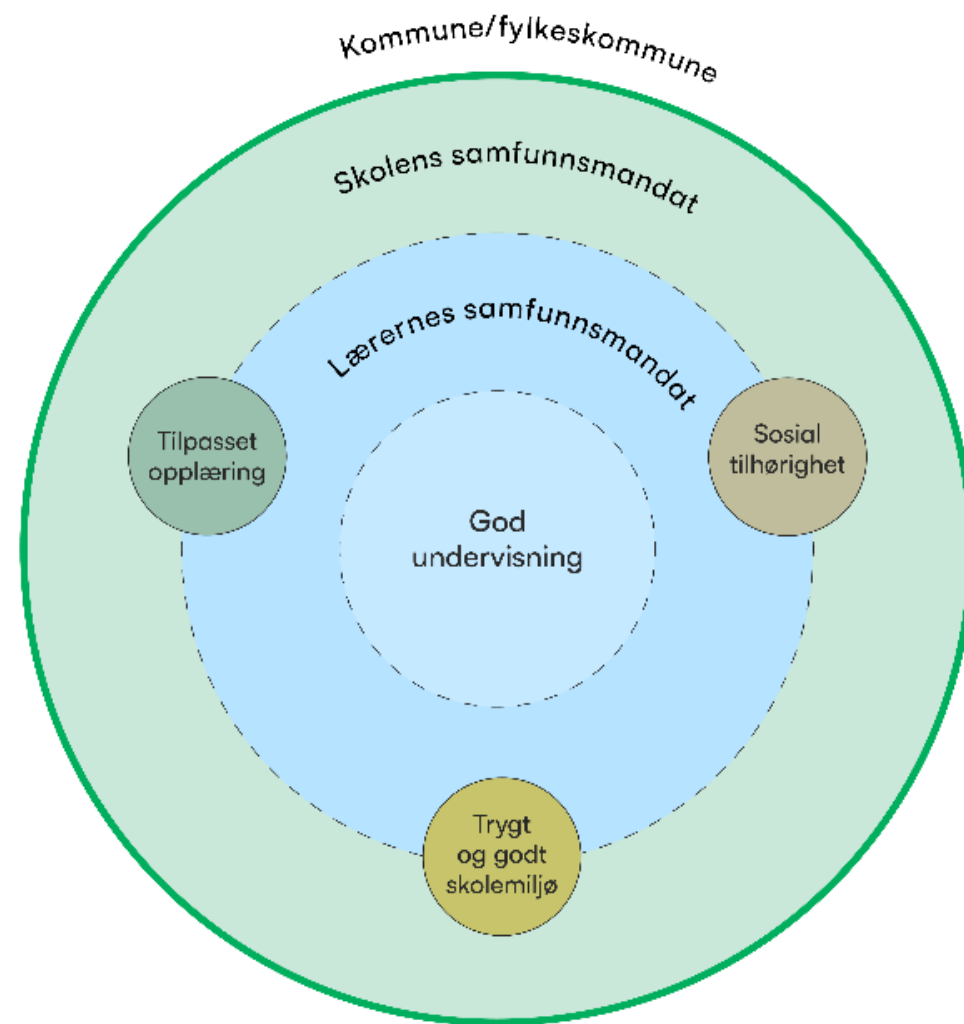 Kommune/fylkeskommune
Skolens samfunnsmandat
Lærernes samfunnsmandat
Tilpasset
opplæring
Sosial
tilhørighet
God
undervisning
Trygt
og godt
skolemiljø